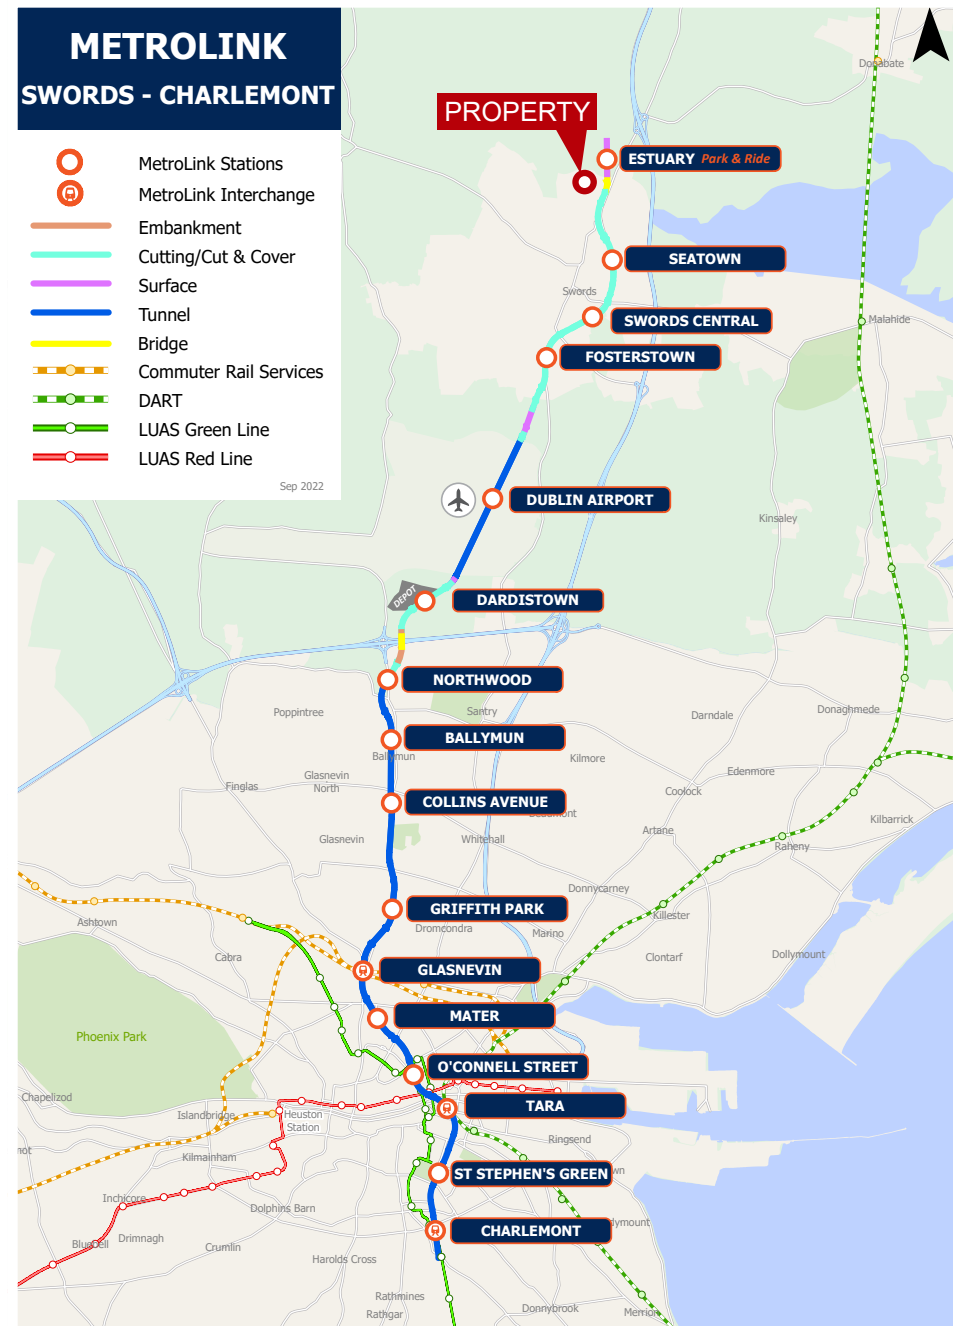 METROLINK
SWORDS - CHARLEMONT
MetroLink Stations
MetroLink Interchange
Embankment
Cutting/Cut & Cover
Surface
Tunnel
Bridge
Commuter Rail Services
DART
LUAS Green Line
LUAS Red Line
Sep 2022
Donabate
PROPERTY
ESTUARY Park & Ride
SEATOWN
Swords
SWORDS CENTRAL
Malahide
FOSTERSTOWN
DUBLIN AIRPORT
Kinsaley
DEPOT
DARDISTOWN
NORTHWOOD
Poppintree
Santry
Darndale
Donaghmede
BALLYMUN
Ballymun
Kilmore
Glasnevin
North
Finglas
Edenmore
Coolock
COLLINS AVENUE
Beaumont
Kilbarrick
Glasnevin
Whitehall
Artane
Raheny
Donnycarney
GRIFFITH PARK
Killester
Ashtown
Dromcondra
Marino
Cabra
GLASNEVIN
Clontarf
Dollymount
MATER
Phoenix Park
O'CONNELL STREET
Chapelizod
TARA
Islandbridge
Heuston
Station
Ringsend
Kilmainham
ST STEPHEN'S GREEN
Inchicore
Dolphins Barn
CHARLEMONT
Bluebell
Drimnagh
Crumlin
Harolds Cross
Rathmines
Rathgar
Donnybrook
Merrion